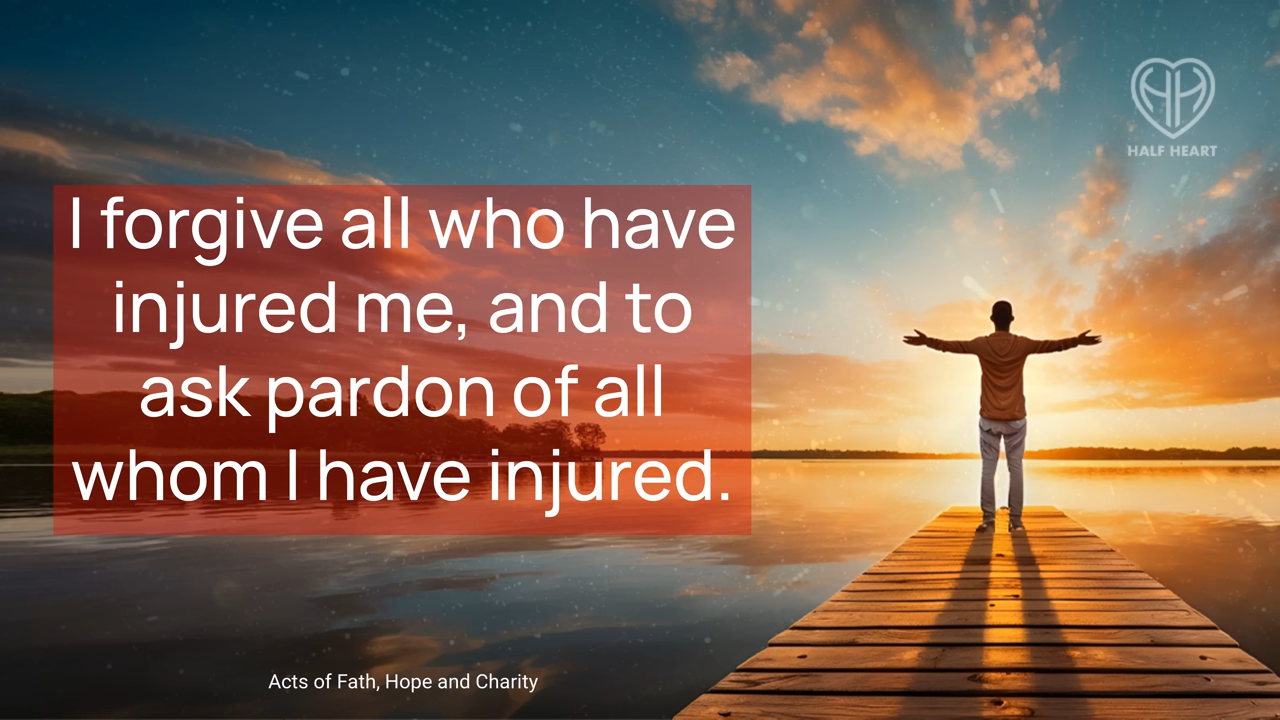 HALF HEART
I forgive all who have
injured me, and to
ask pardon of all
whom I have injured.
Acts of Fath, Hope and Charity